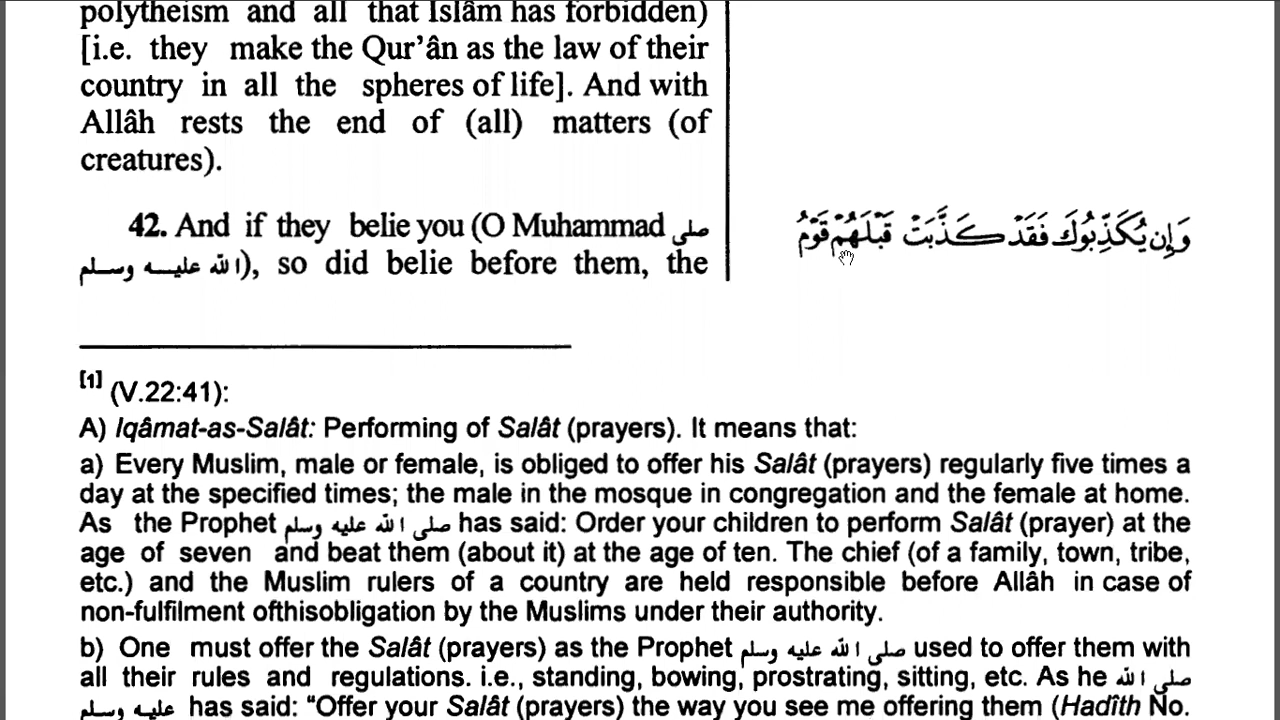 polytheism and all that Islâm has forbidden)
[i.e. they make the Qur’ân as the law of their
country in all the spheres of life]. And with
Allâh rests the end of (all) matters (of
creatures).
42. And if they belie you (O Muhammad صلى
الله عليه وسلم), so did belie before them, the
وَإِن يُكَذِّبُوكَ فَقَدْ كَذَّبَتْ قَبْلَهُمْ قَوْمُ
[1] (V.22:41):
A) Iqâmat-as-Salât: Performing of Salât (prayers). It means that:
a) Every Muslim, male or female, is obliged to offer his Salât (prayers) regularly five times a
day at the specified times; the male in the mosque in congregation and the female at home.
As the Prophet صلى الله عليه وسلم has said: Order your children to perform Salât (prayer) at the
age of seven and beat them (about it) at the age of ten. The chief (of a family, town, tribe,
etc.) and the Muslim rulers of a country are held responsible before Allâh in case of
non-fulfilment ofthisobligation by the Muslims under their authority.
b) One must offer the Salât (prayers) as the Prophet صلى الله عليه وسلم used to offer them with
all their rules and regulations. i.e., standing, bowing, prostrating, sitting, etc. As he صلى الله
عليه وسلم has said: “Offer your Salât (prayers) the way you see me offering them (Hadîth No.